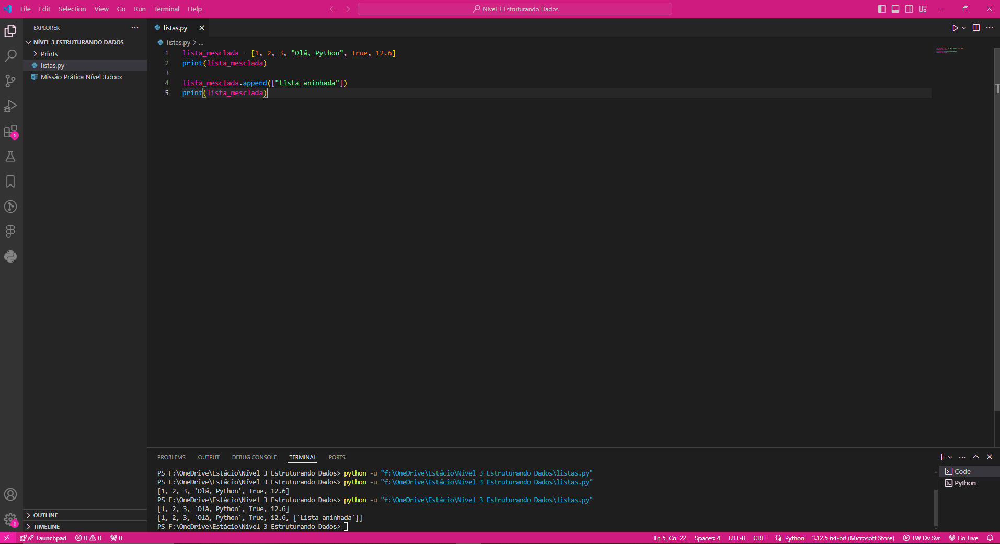 File Edit Selection View Go Run Terminal Help
Nível 3 Estruturando Dados
EXPLORER
NÍVEL 3 ESTRUTURANDO DADOS
Prints
listas.py
Missão Prática Nível 3.docx
OUTLINE
TIMELINE
listas.py
listas.py > ...
1 lista_mesclada = [1, 2, 3, "Olá, Python", True, 12.6]
2 print(lista_mesclada)
3
4 lista_mesclada.append(["Lista aninhada"])
5 print(lista_mesclada)
PROBLEMS OUTPUT DEBUG CONSOLE TERMINAL PORTS
PS F:\OneDrive\Estácio\Nível 3 Estruturando Dados> python -u "f:\OneDrive\Estácio\Nível 3 Estruturando Dados\listas.py"
PS F:\OneDrive\Estácio\Nível 3 Estruturando Dados> python -u "f:\OneDrive\Estácio\Nível 3 Estruturando Dados\listas.py"
[1, 2, 3, 'Olá, Python', True, 12.6]
PS F:\OneDrive\Estácio\Nível 3 Estruturando Dados> python -u "f:\OneDrive\Estácio\Nível 3 Estruturando Dados\listas.py"
[1, 2, 3, 'Olá, Python', True, 12.6]
[1, 2, 3, 'Olá, Python', True, 12.6, ['Lista aninhada']]
PS F:\OneDrive\Estácio\Nível 3 Estruturando Dados>
Code
Python
1
1
Launchpad 0 0 0
Ln 5, Col 22 Spaces: 4 UTF-8 CRLF Python 3.12.5 64-bit (Microsoft Store) TW Dv Svr Go Live